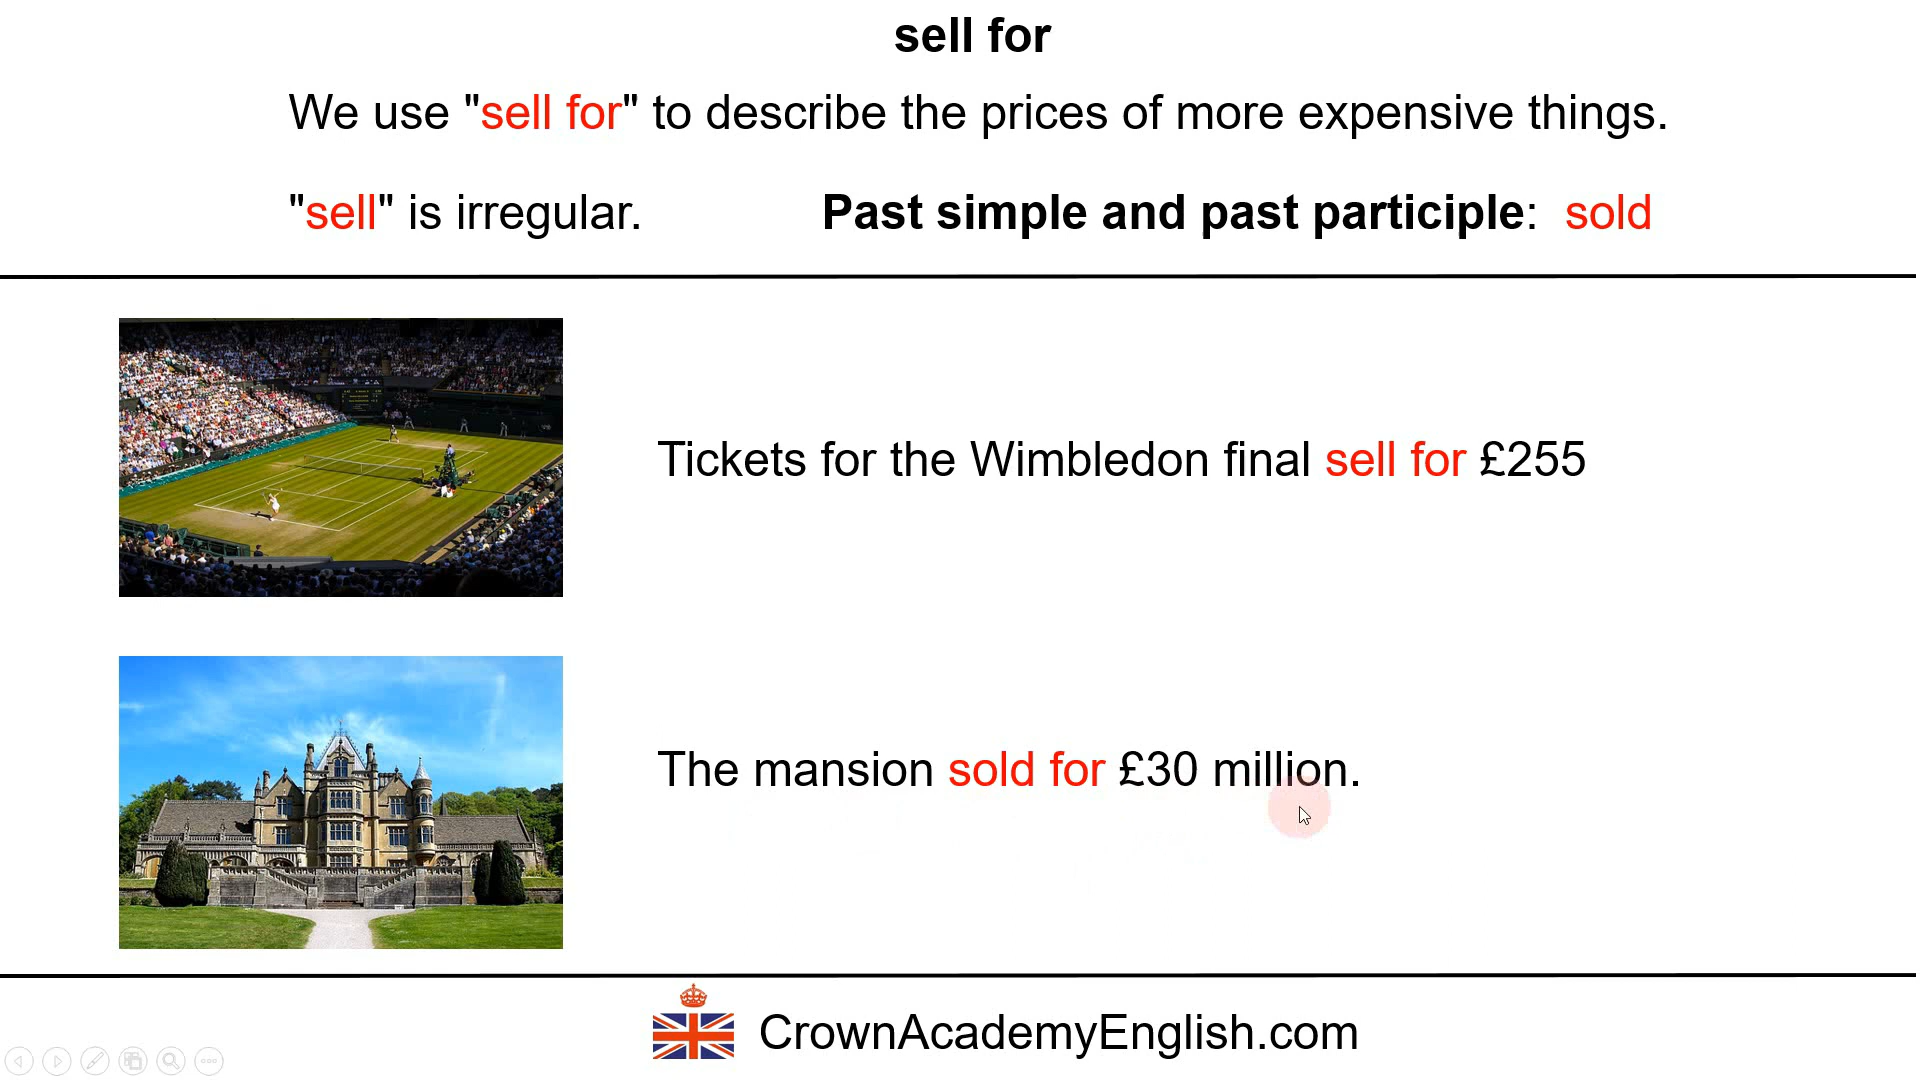 sell for
We use "sell for" to describe the prices of more expensive things.
"sell" is irregular. Past simple and past participle: sold
Tickets for the Wimbledon final sell for £255
The mansion sold for £30 million.
CrownAcademyEnglish.com